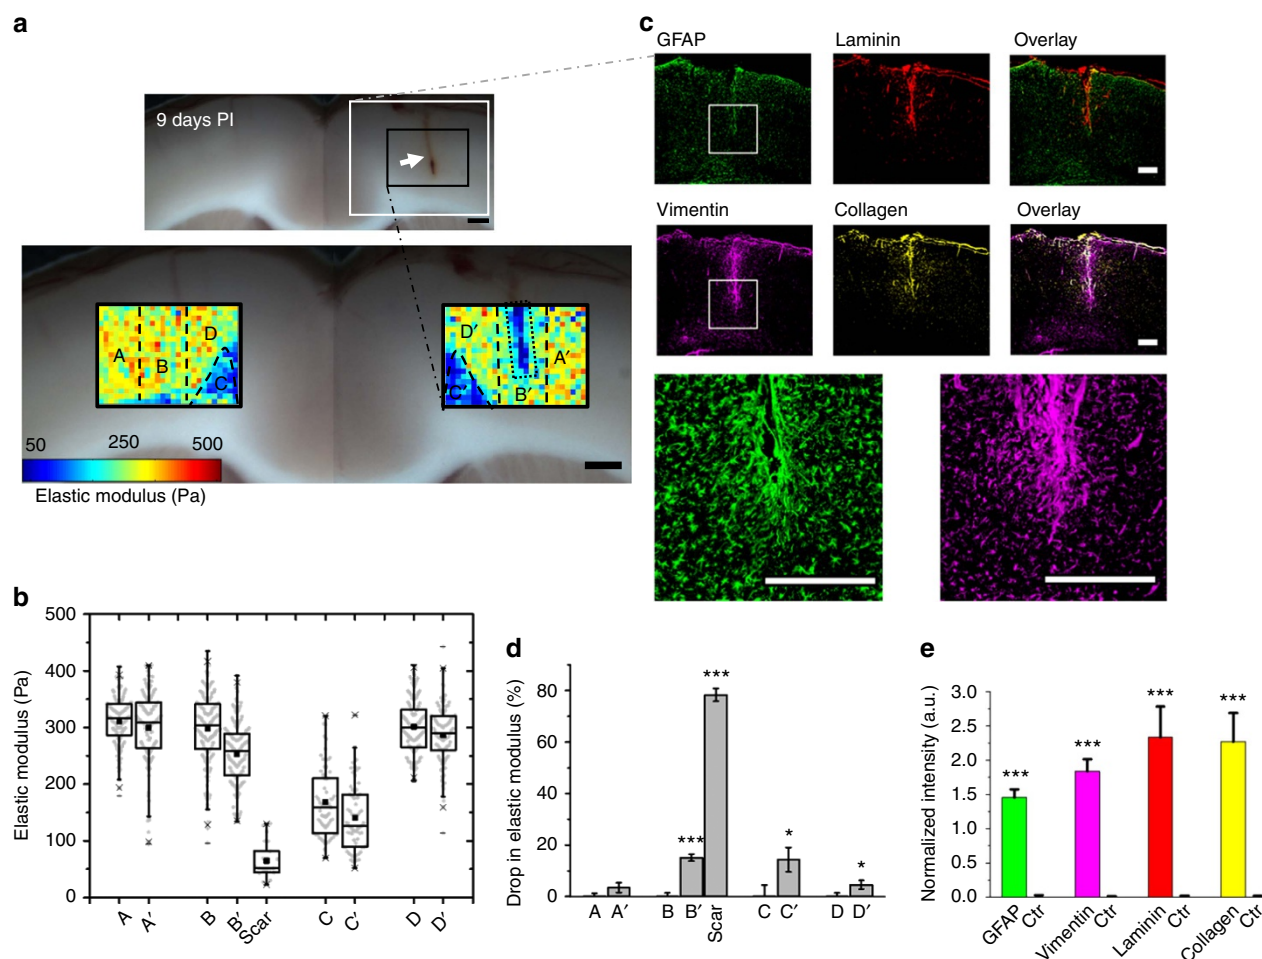 a
9 days PI
A
B
D
C
D′
C′
B′
A′
50
250
500
Elastic modulus (Pa)
b
Elastic modulus (Pa)
500
400
300
200
100
0
A
A′
B
B′
Scar
C
C′
D
D′
c
GFAP
Laminin
Overlay
Vimentin
Collagen
Overlay
d
Drop in elastic modulus (%)
80
60
40
20
0
***
***
*
*
A
A′
B
B′
Scar
C
C′
D
D′
e
Normalized intensity (a.u.)
3.0
2.5
2.0
1.5
1.0
0.5
0.0
***
***
***
***
GFAP
Ctr
Vimentin
Ctr
Laminin
Ctr
Collagen
Ctr